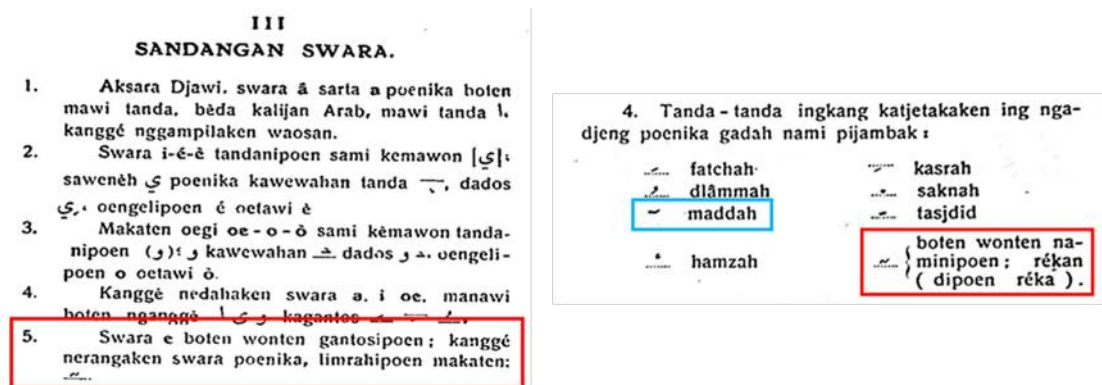 III
SANDANGAN SWARA.
1. Aksara Djawi, swara â sarta a poenika boten
mawi tanda, bèda kalijan Arab, mawi tanda أ،
kanggé nggampilaken waosan.
2. Swara i-é-è tandanipoen sami kemawon [ي]؛
sawenèh ي poenika kawewahan tanda, dados
oengelipoen é oetawi è
3. Makaten oegi oe-o-ò sami kèmawon tanda-
nipoen (و)؛ و kawewahan dados و oengeli-
poen o oetawi ò.
4. Kanggè nedahaken swara a, i oe, manawi
boten nganggè أ ي و kagantos
5. Swara e boten wonten gantosipoen; kanggé
nerangaken swara poenika, limrahipoen makaten:
4. Tanda-tanda ingkang katjetakaken ing nga-
djeng poenika gadah nami pijambak:
fatchah kasrah
dlâmmah saknah
maddah tasjdid
hamzah
boten wonten na-
minipoen; rékan
(dipoen réka).